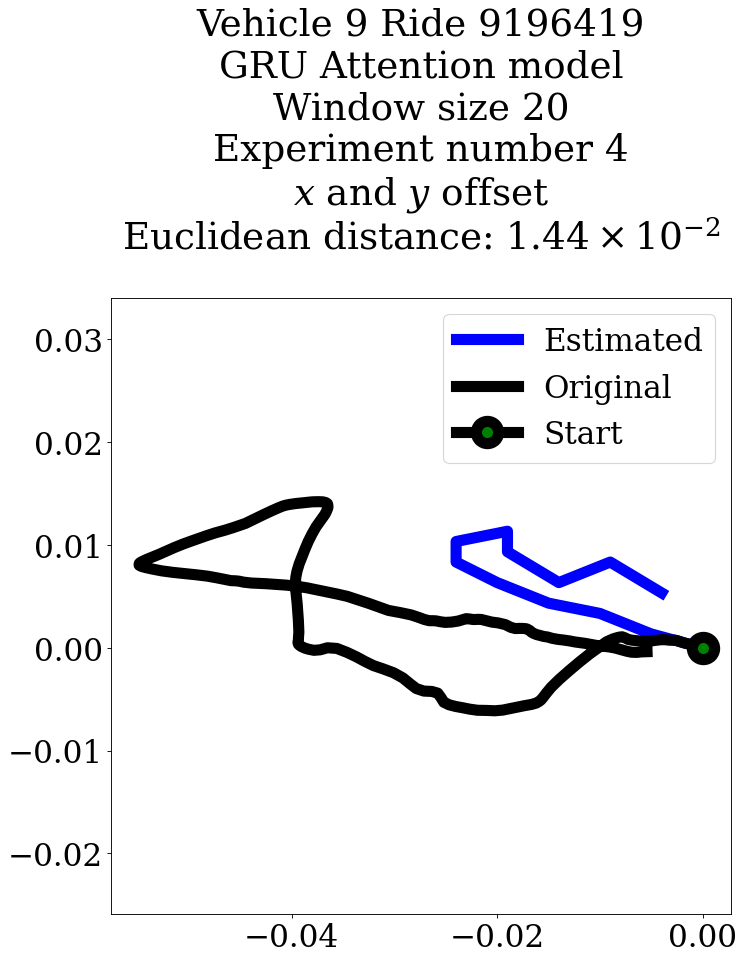 Vehicle 9 Ride 9196419
GRU Attention model
Window size 20
Experiment number 4
x and y offset
Euclidean distance: 1.44 × 10⁻²
Estimated
Original
Start
0.03
0.02
0.01
0.00
−0.01
−0.02
−0.04
−0.02
0.00